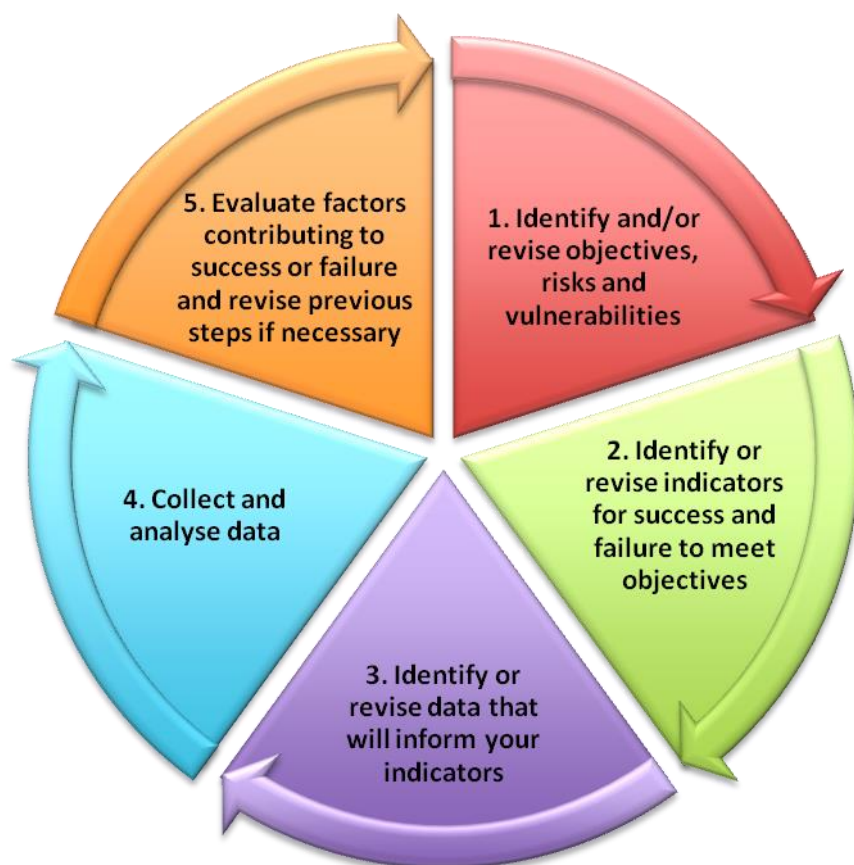 1. Identify and/or
revise objectives,
risks and
vulnerabilities
2. Identify or
revise indicators
for success and
failure to meet
objectives
3. Identify or
revise data that
will inform your
indicators
4. Collect and
analyse data
5. Evaluate factors
contributing to
success or failure
and revise previous
steps if necessary